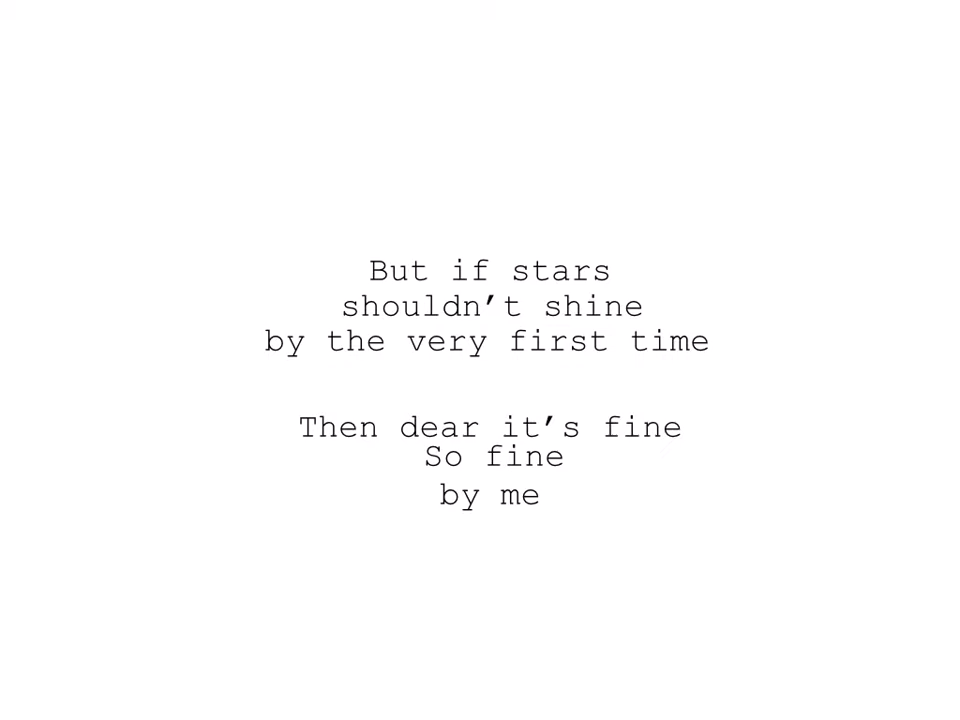 But if stars
shouldn't shine
by the very first time
Then dear it's fine
So fine
by me